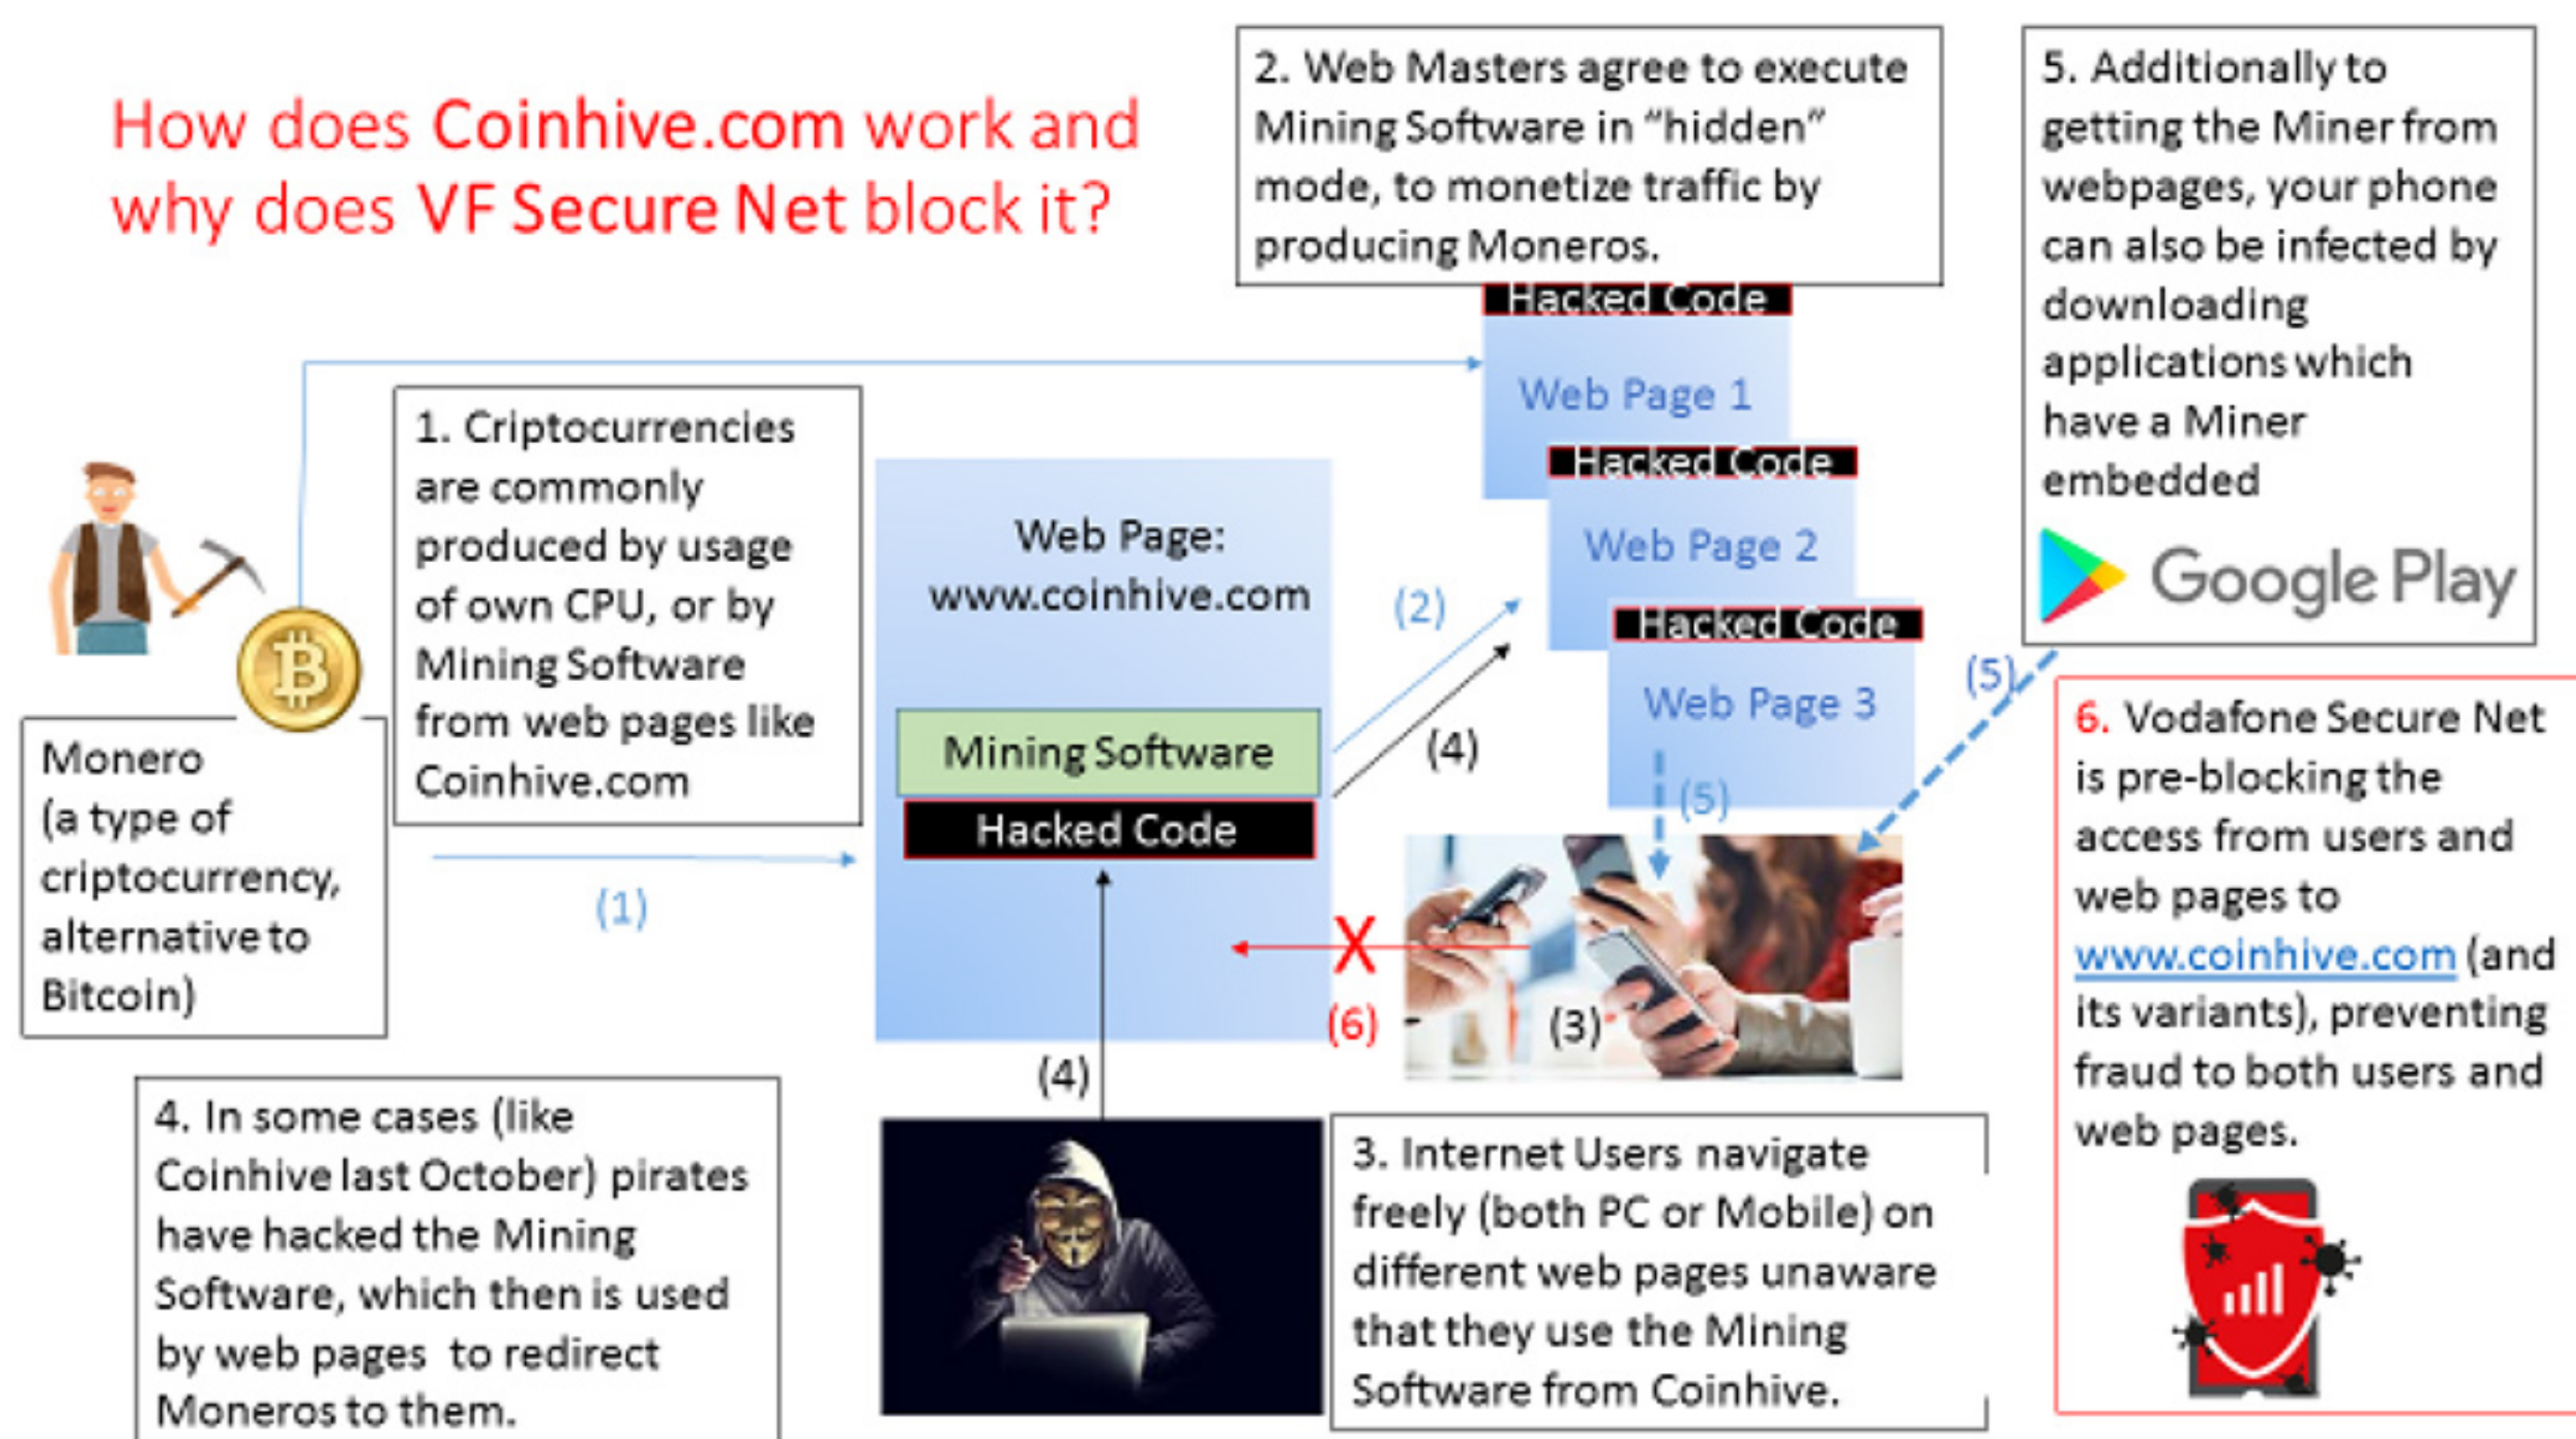 How does Coinhive.com work and
why does VF Secure Net block it?
2. Web Masters agree to execute
Mining Software in “hidden”
mode, to monetize traffic by
producing Moneros.
5. Additionally to
getting the Miner from
webpages, your phone
can also be infected by
downloading
applications which
have a Miner
embedded
Google Play
Hacked Code
Web Page 1
Hacked Code
Web Page 2
Hacked Code
Web Page 3
1. Criptocurrencies
are commonly
produced by usage
of own CPU, or by
Mining Software
from web pages like
Coinhive.com
Monero
(a type of
criptocurrency,
alternative to
Bitcoin)
(1)
Web Page:
www.coinhive.com
Mining Software
Hacked Code
(2)
(4)
(5)
(5)
X
(6)
(3)
(4)
6. Vodafone Secure Net
is pre-blocking the
access from users and
web pages to
www.coinhive.com (and
its variants), preventing
fraud to both users and
web pages.
4. In some cases (like
Coinhive last October) pirates
have hacked the Mining
Software, which then is used
by web pages  to redirect
Moneros to them.
3. Internet Users navigate
freely (both PC or Mobile) on
different web pages unaware
that they use the Mining
Software from Coinhive.